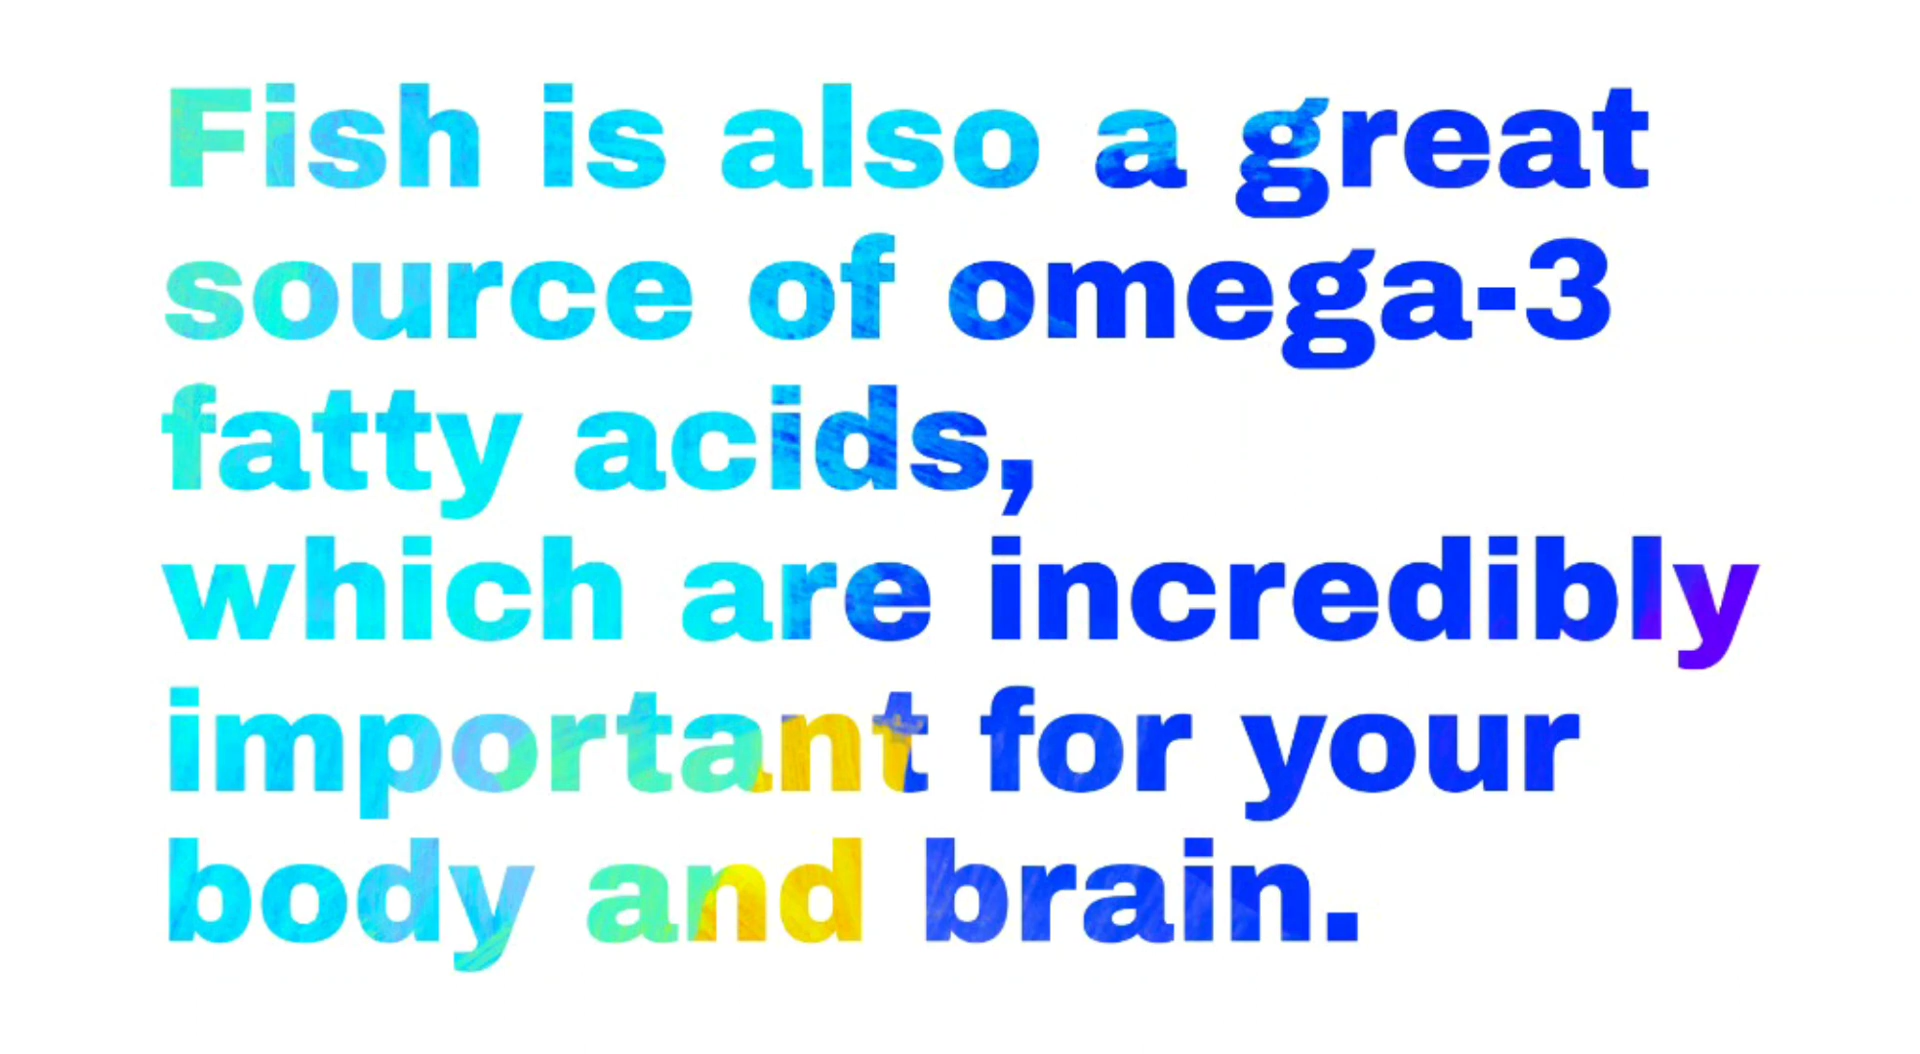 Fish is also a great
source of omega-3
fatty acids,
which are incredibly
important for your
body and brain.